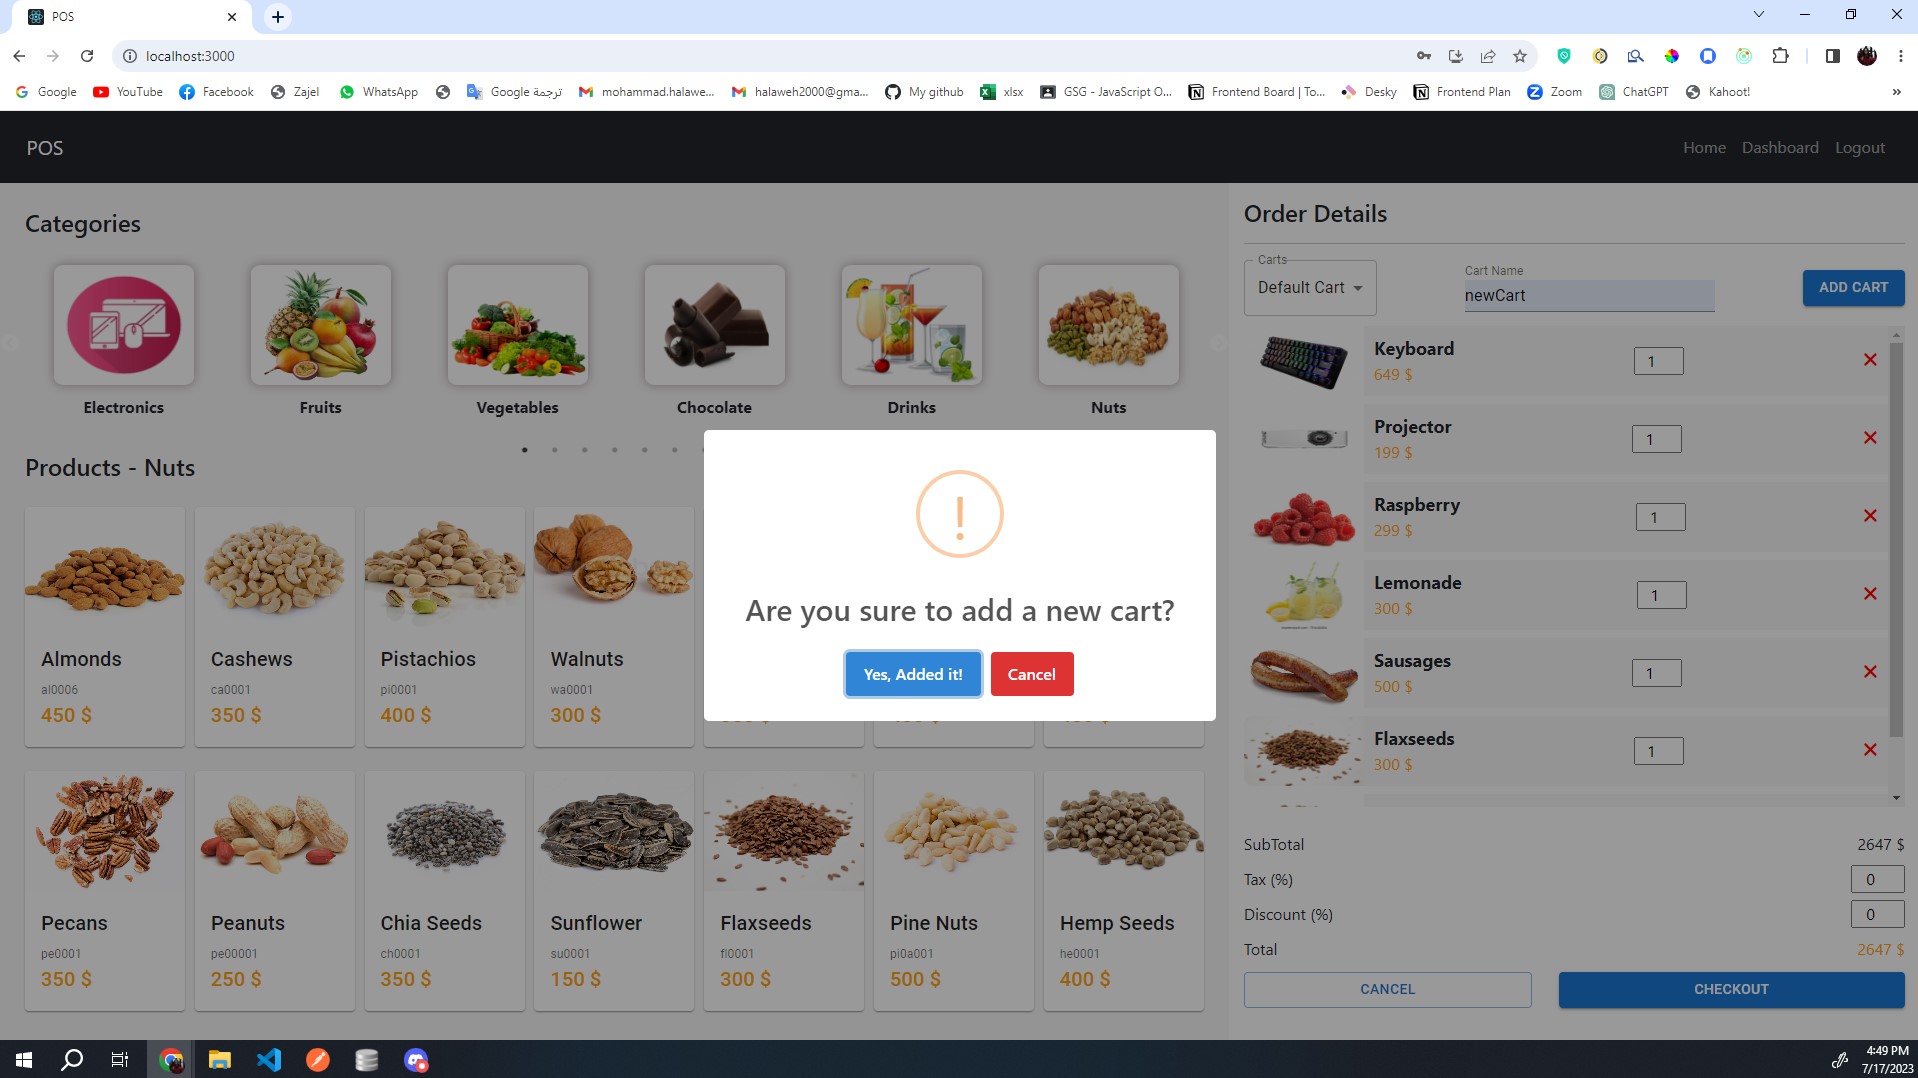 POS
localhost:3000
Google
YouTube
Facebook
Zajel
WhatsApp
Google ترجمة
mohammad.halawe...
halaweh2000@gma...
My github
xlsx
GSG - JavaScript O...
Frontend Board | To...
Desky
Frontend Plan
Zoom
ChatGPT
Kahoot!
»
POS
Home
Dashboard
Logout
Categories
Electronics
Fruits
Vegetables
Chocolate
Drinks
Nuts
Products - Nuts
Almonds
al0006
450 $
Cashews
ca0001
350 $
Pistachios
pi0001
400 $
Walnuts
wa0001
300 $
Pecans
pe0001
350 $
Peanuts
pe00001
250 $
Chia Seeds
ch0001
350 $
Sunflower
su0001
150 $
Flaxseeds
fl0001
300 $
Pine Nuts
pi0a001
500 $
Hemp Seeds
he0001
400 $
!
Are you sure to add a new cart?
Yes, Added it!
Cancel
Order Details
Carts
Default Cart
Cart Name
newCart
ADD CART
Keyboard
649 $
1
Projector
199 $
1
Raspberry
299 $
1
Lemonade
300 $
1
Sausages
500 $
1
Flaxseeds
300 $
1
SubTotal
2647 $
Tax (%)
0
Discount (%)
0
Total
2647 $
CANCEL
CHECKOUT
4:49 PM
7/17/2023